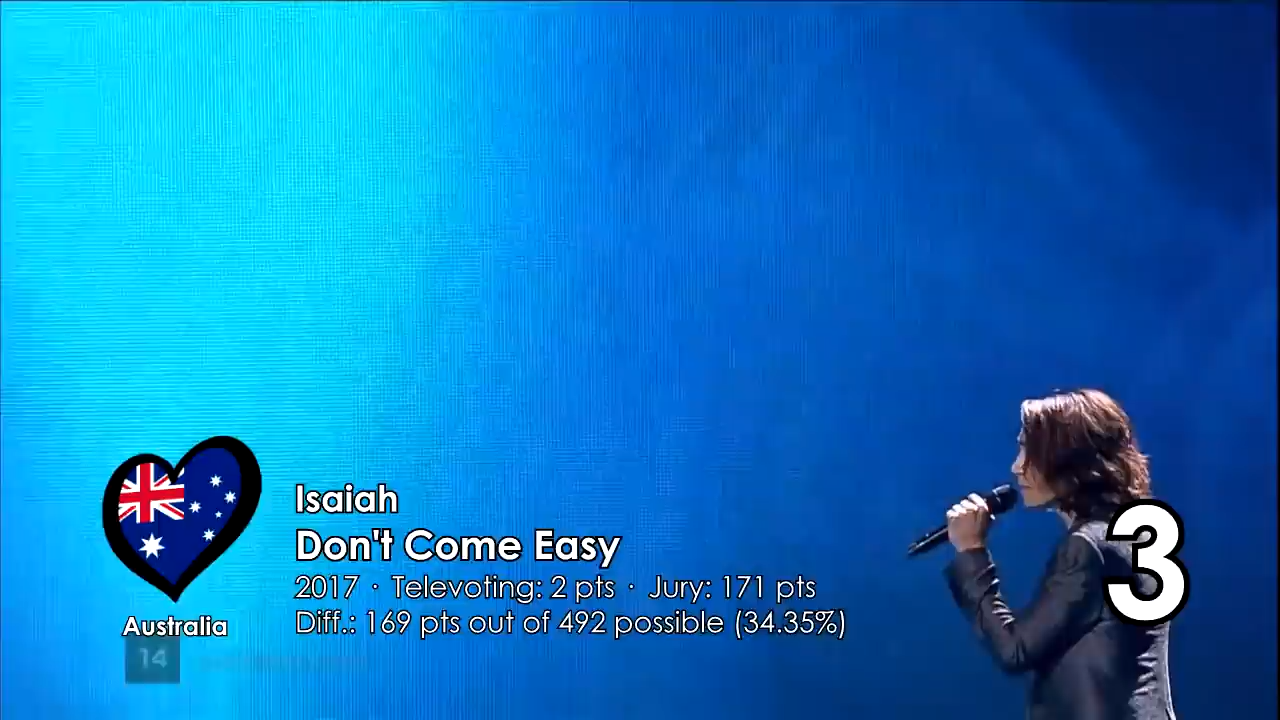 Isaiah
Don't Come Easy
2017 · Televoting: 2 pts · Jury: 171 pts
Diff.: 169 pts out of 492 possible (34.35%)
3
Australia
14